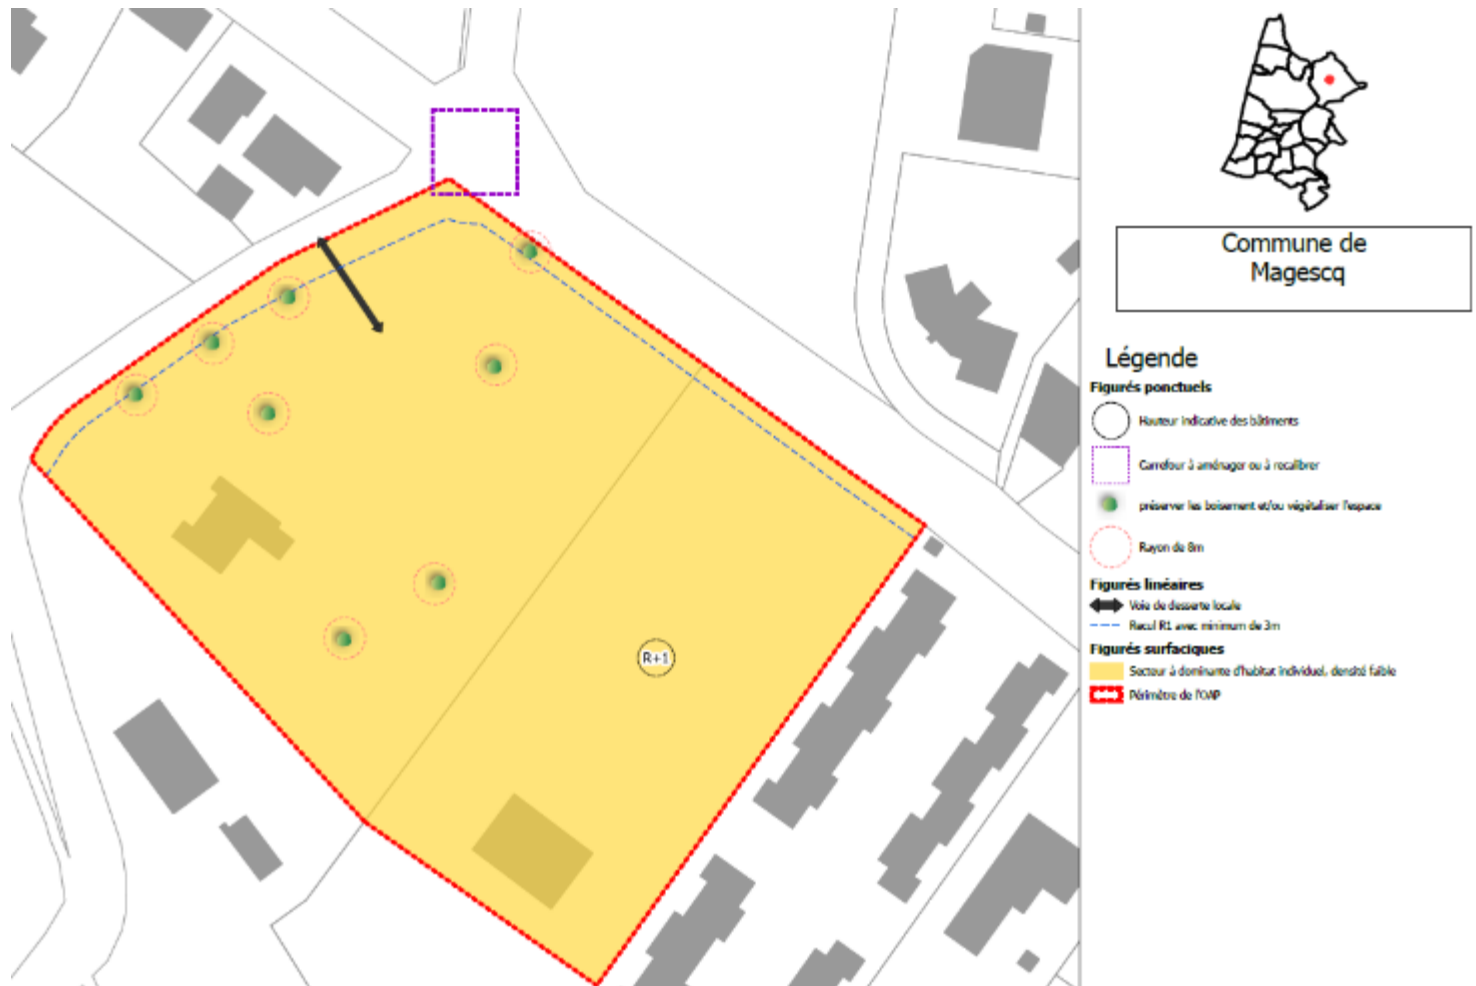 Commune de
Magescq
Légende
Figurés ponctuels
Hauteur indicative des bâtiments
Carrefour à aménager ou à recalibrer
préserver les boisement et/ou végétaliser l'espace
Rayon de 8m
Figurés linéaires
Voie de desserte locale
Recul R1 avec minimum de 3m
Figurés surfaciques
Secteur à dominante d'habitat individuel, densité faible
Périmètre de l'OAP
R+1